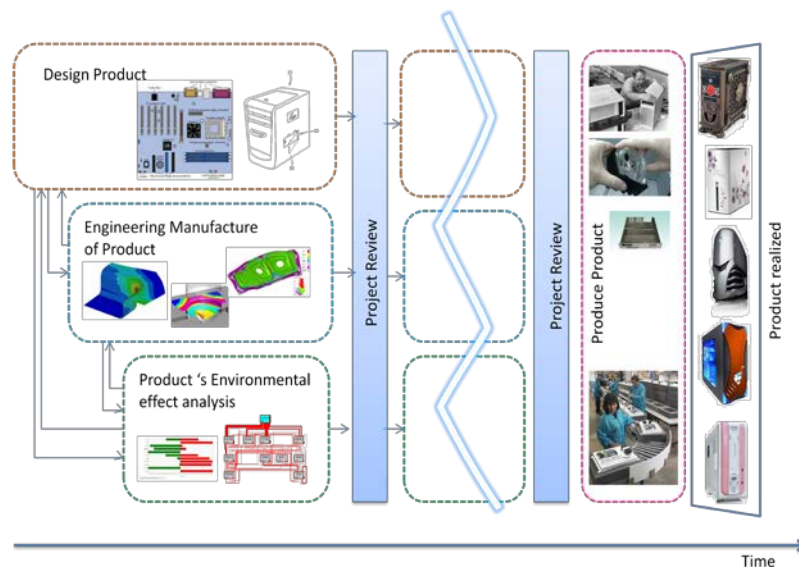 Design Product
Engineering Manufacture
of Product
Product ‘s Environmental
effect analysis
Project Review
Project Review
Produce Product
Product realized
Time